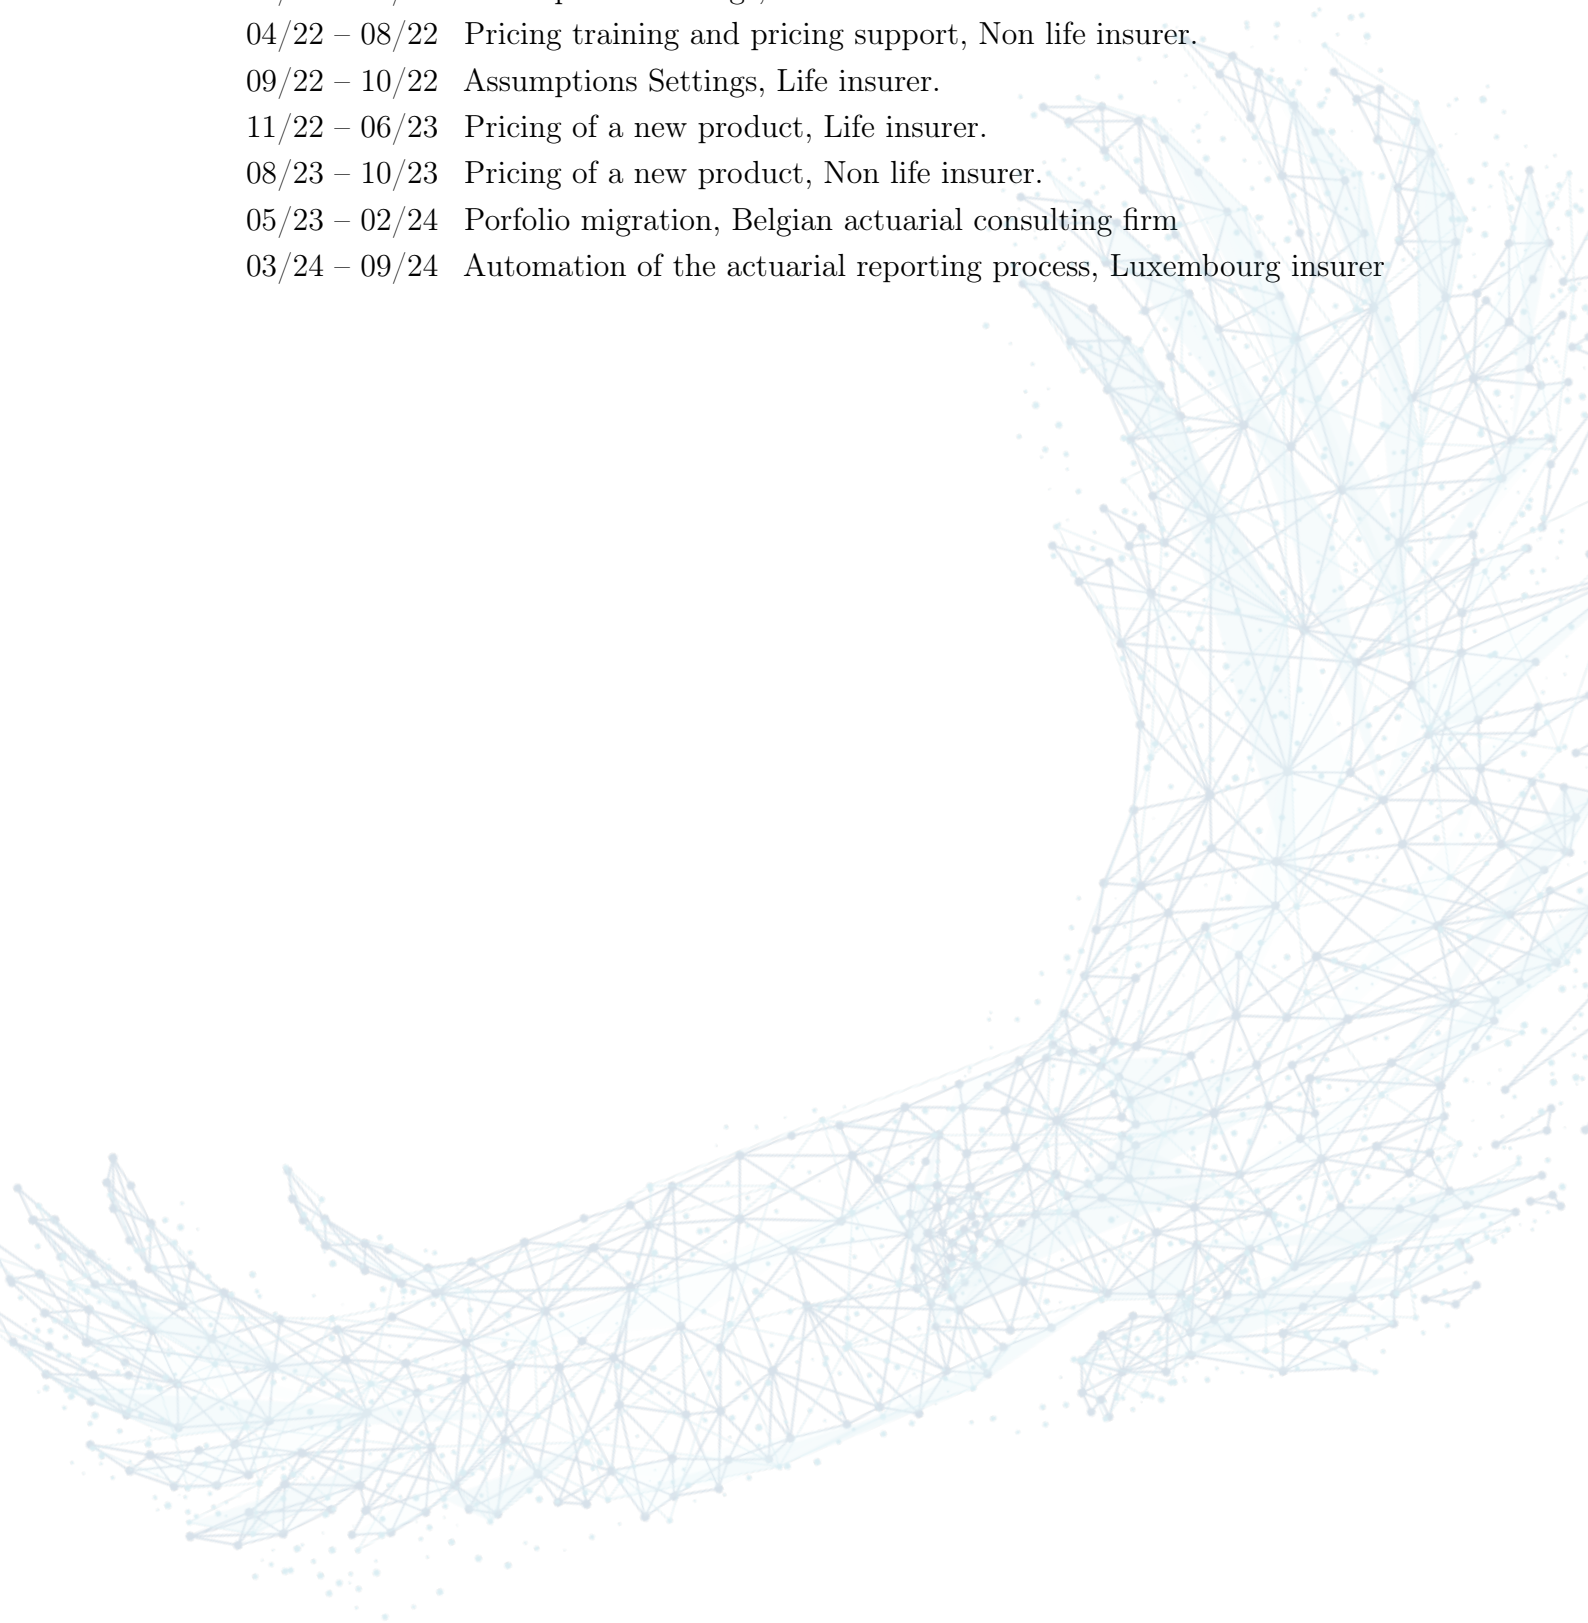 04/22 – 08/22 Pricing training and pricing support, Non life insurer.
09/22 – 10/22 Assumptions Settings, Life insurer.
11/22 – 06/23 Pricing of a new product, Life insurer.
08/23 – 10/23 Pricing of a new product, Non life insurer.
05/23 – 02/24 Porfolio migration, Belgian actuarial consulting firm
03/24 – 09/24 Automation of the actuarial reporting process, Luxembourg insurer